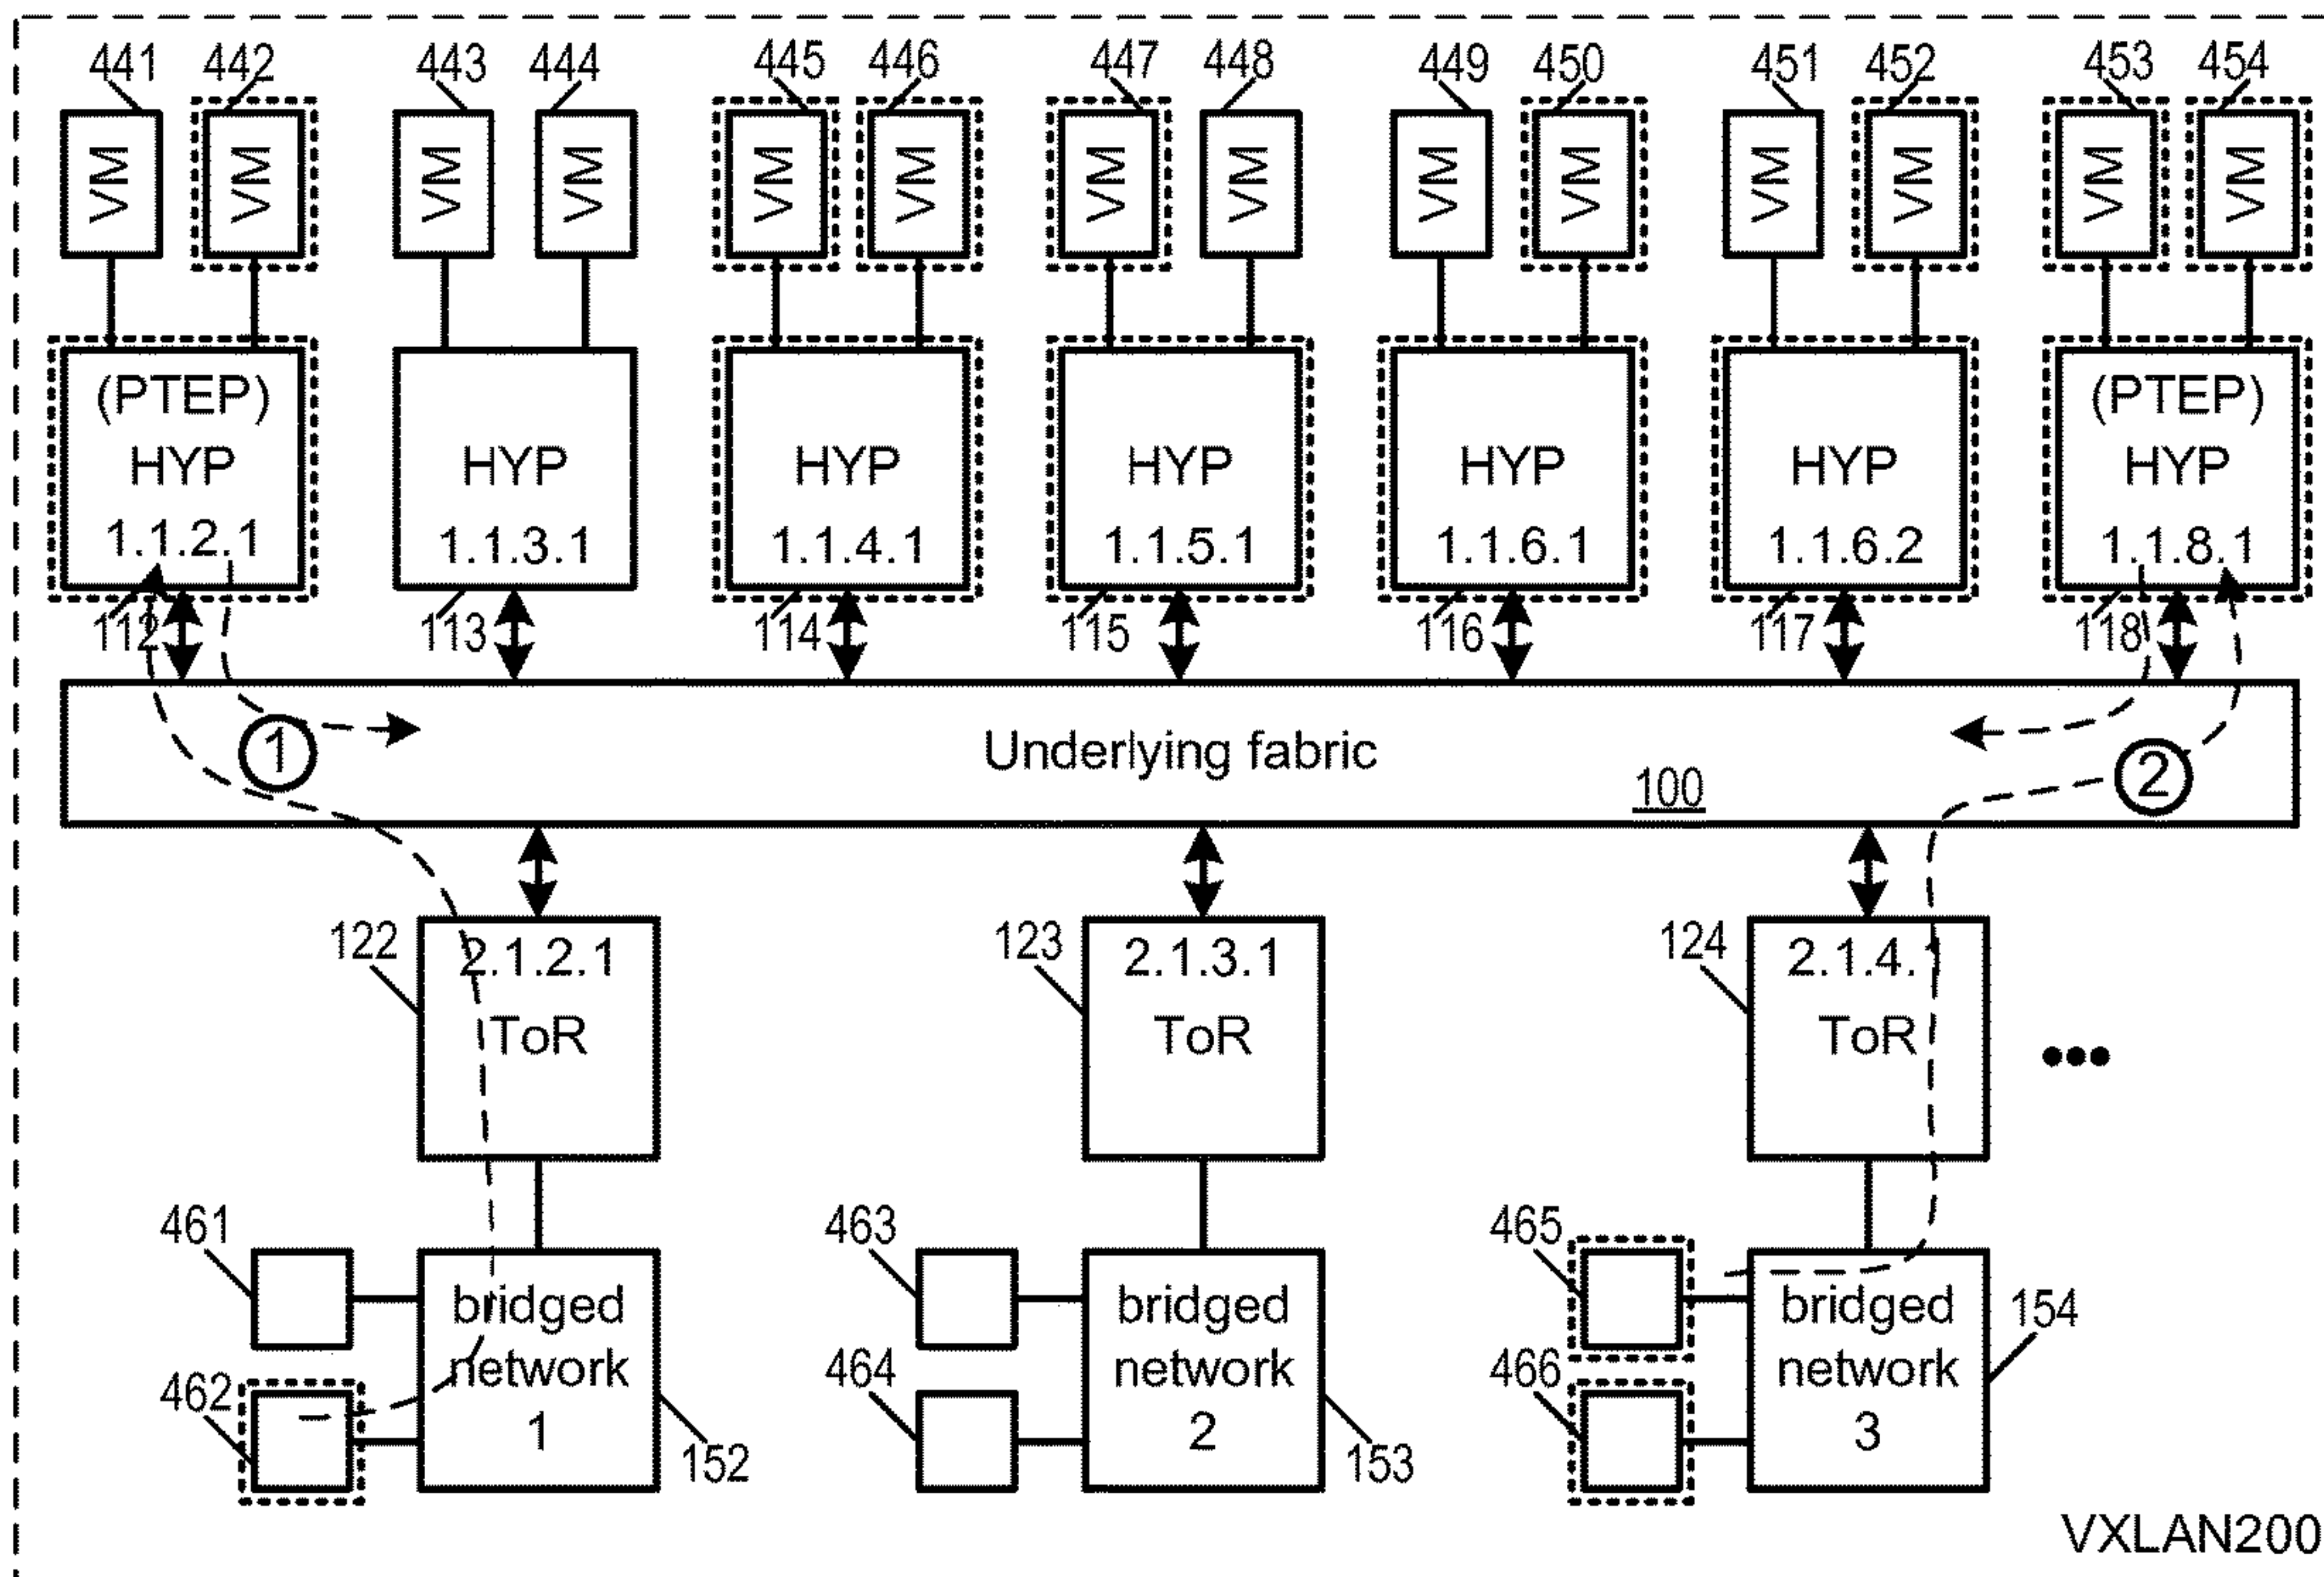 441 442 443 444 445 446 447 448 449 450 451 452 453 454
VM VM VM VM VM VM VM VM VM VM VM VM VM VM
(PTEP) (PTEP)
HYP HYP HYP HYP HYP HYP HYP
1.1.2.1 1.1.3.1 1.1.4.1 1.1.5.1 1.1.6.1 1.1.6.2 1.1.8.1
112 113 114 115 116 117 118
1 Underlying fabric 2
100
122 2.1.2.1 123 2.1.3.1 124 2.1.4.1
ToR ToR ToR
•••
461 463 465
bridged bridged bridged
154
462 network 464 network 466 network
1 2 3
152 153
VXLAN200